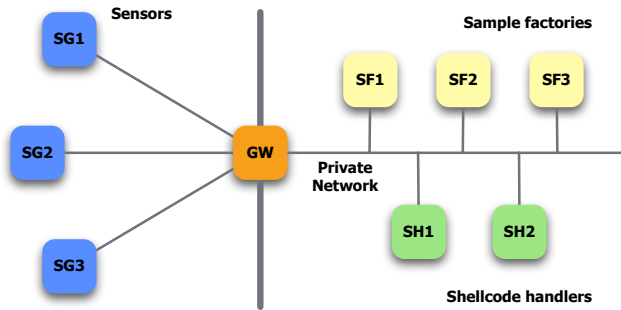 Sensors
Sample factories
SG1
SF1
SF2
SF3
SG2
GW
Private
Network
SH1
SH2
SG3
Shellcode handlers